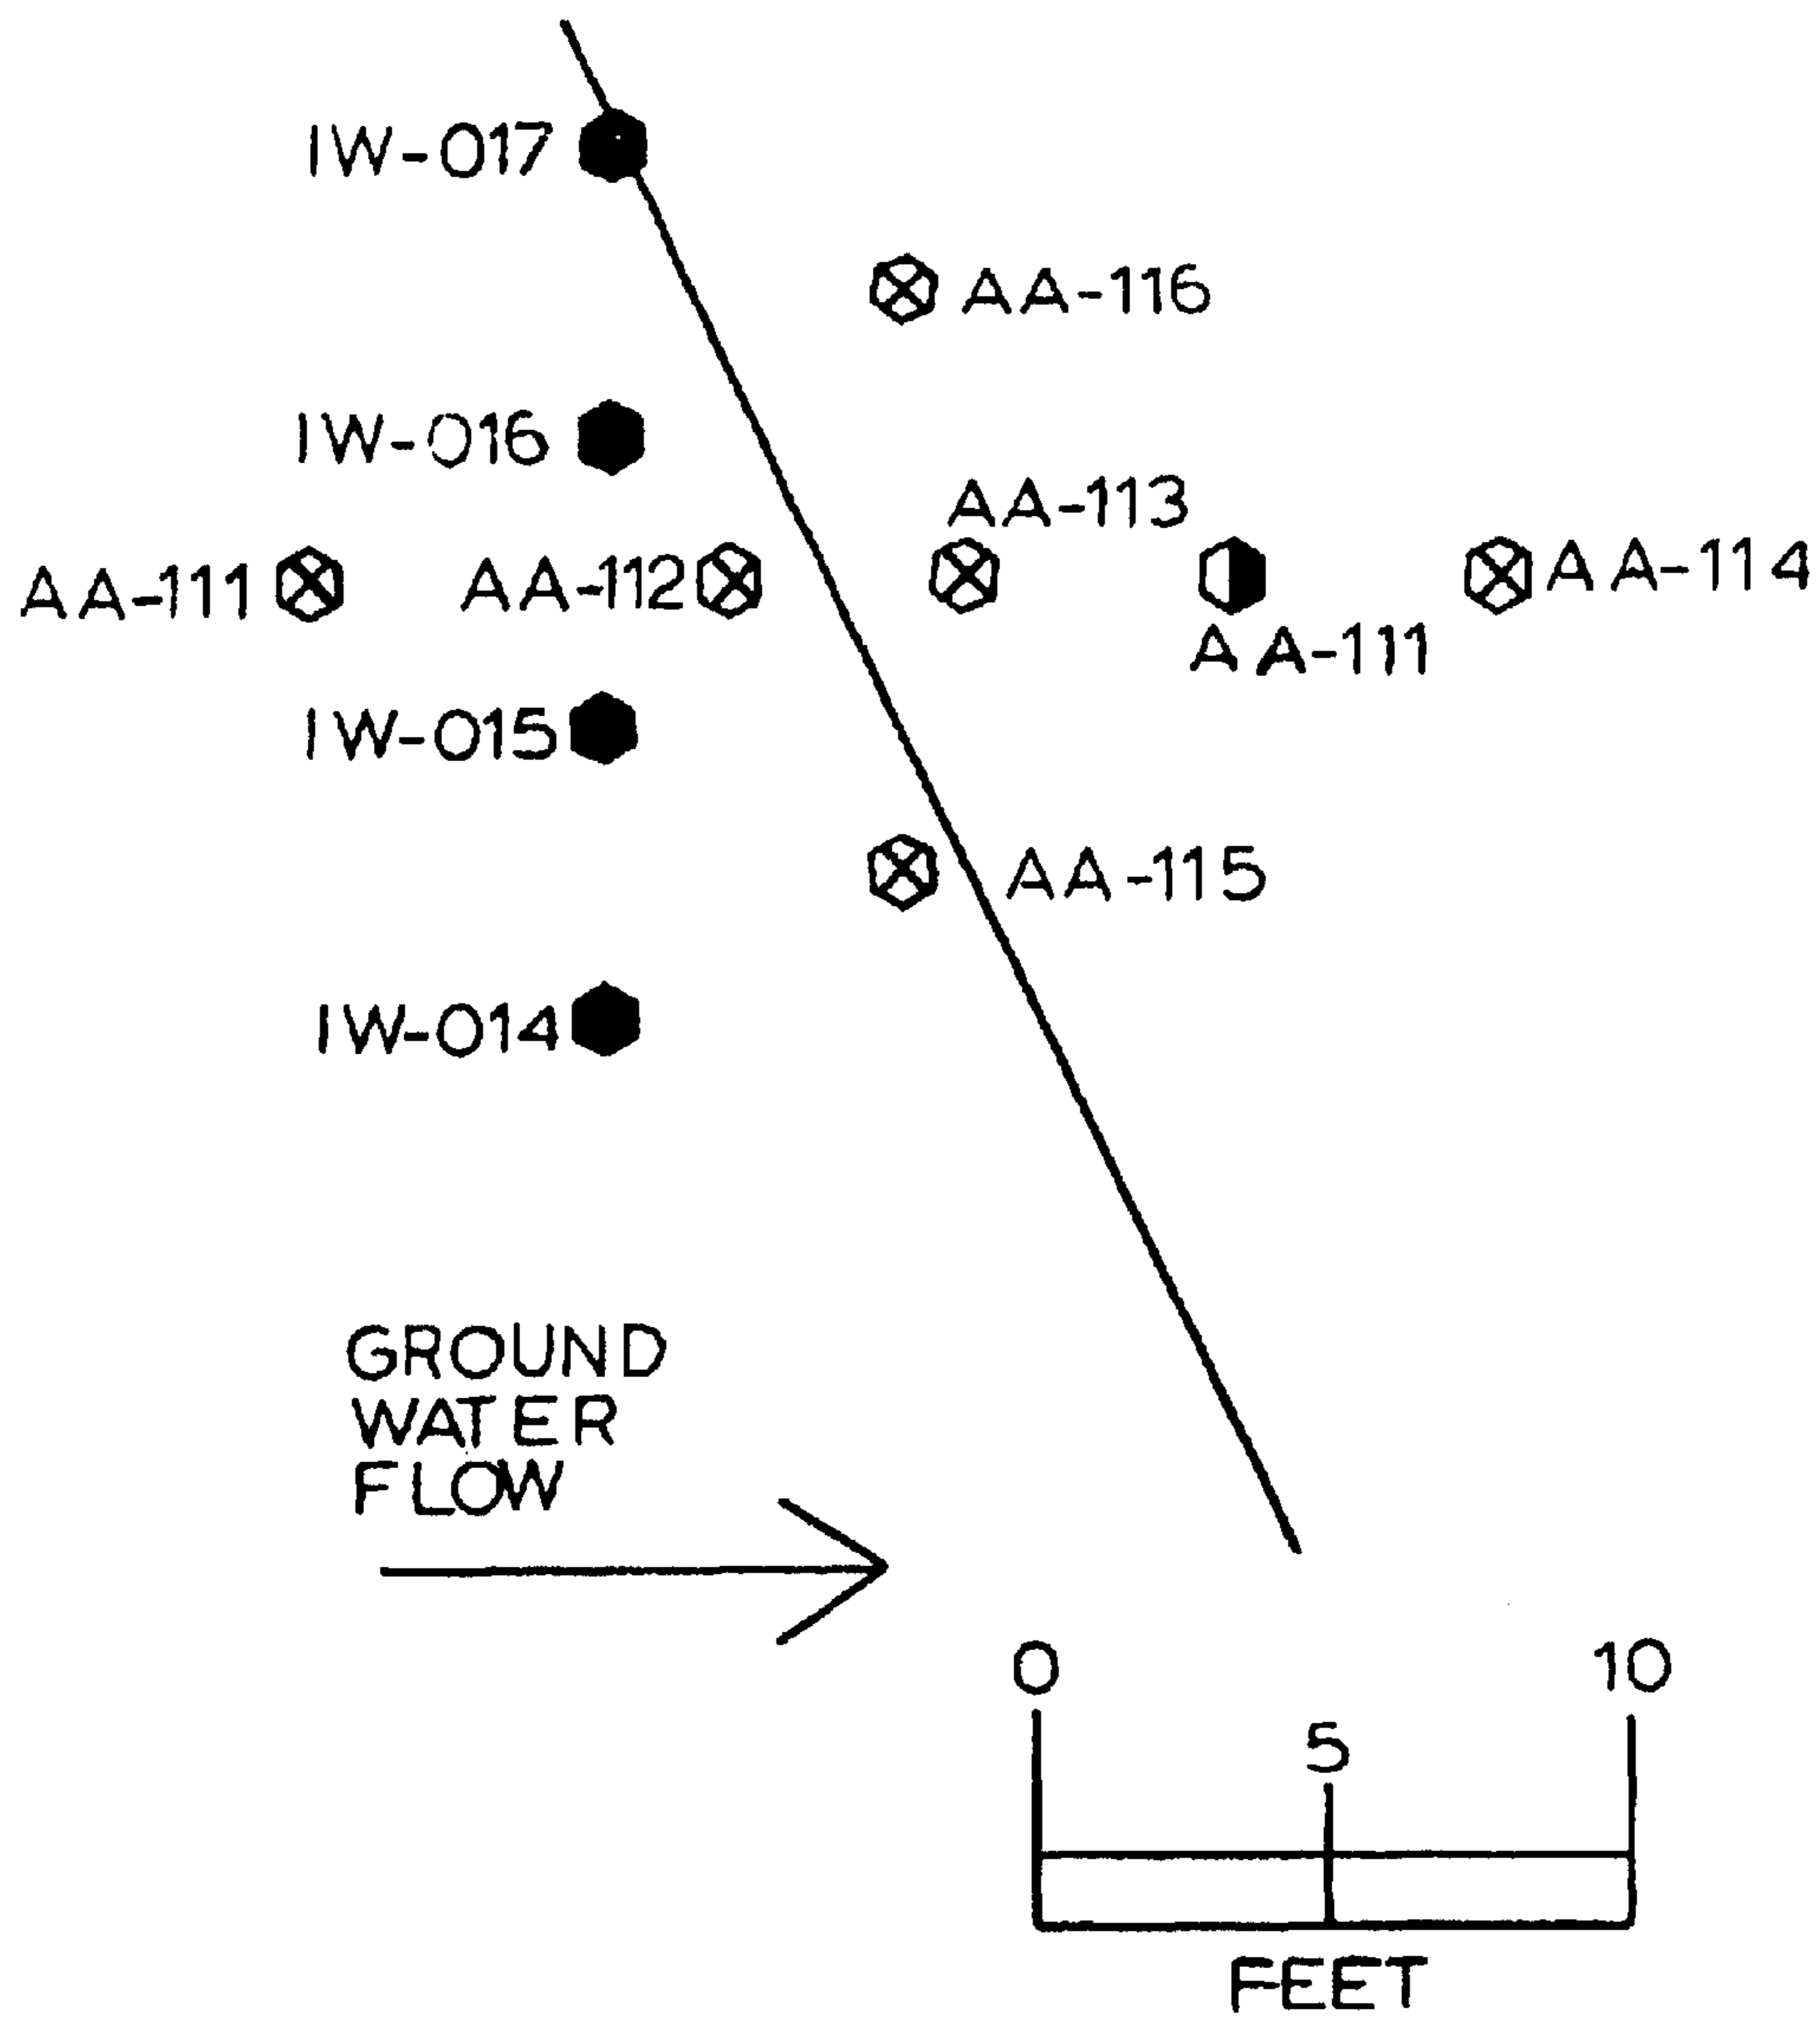 IW-017
AA-116
IW-016
AA-113
AA-111
AA-112
AA-114
AA-111
IW-015
AA-115
IW-014
GROUND
WATER
FLOW
0
10
5
FEET